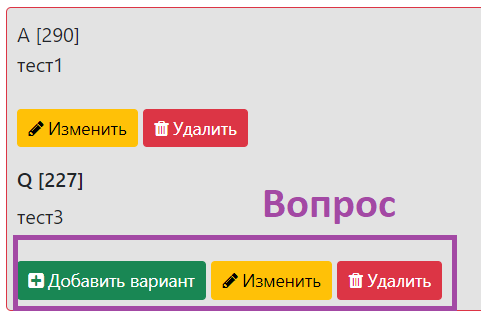 A [290]
тест1
Изменить Удалить
Q [227]
Вопрос
тест3
Добавить вариант Изменить Удалить